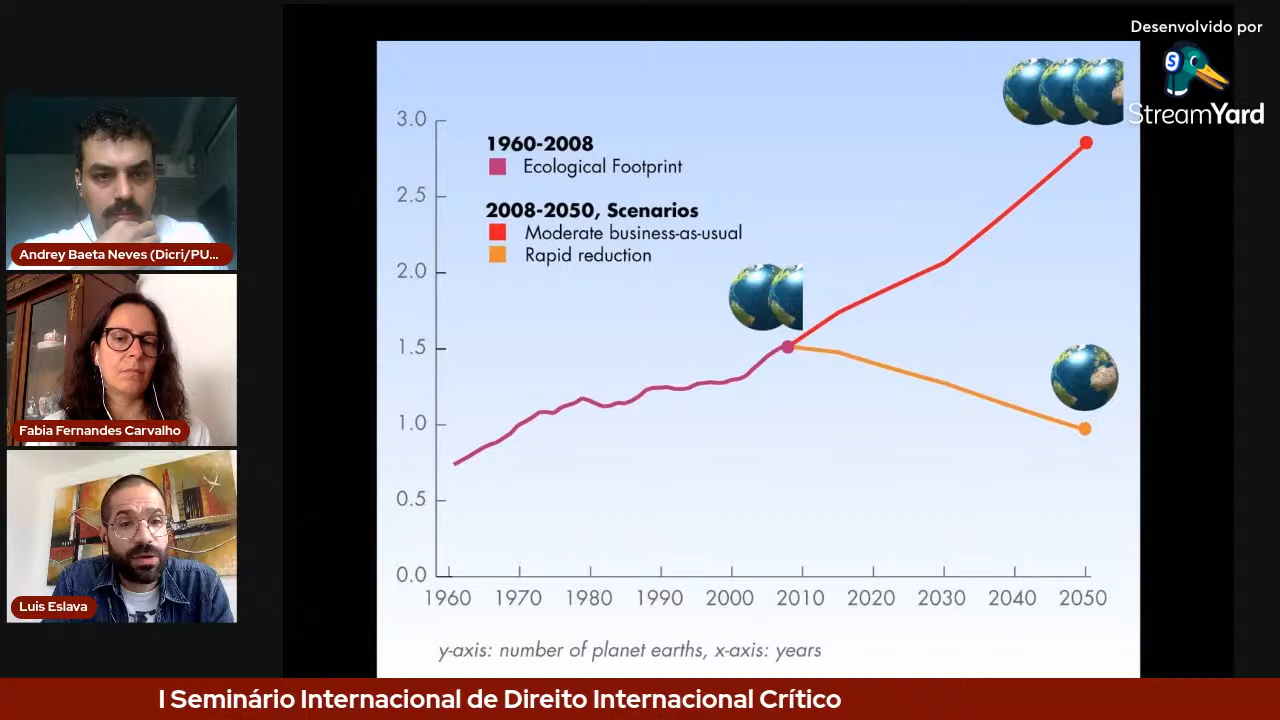 Desenvolvido por
StreamYard
Andrey Baeta Neves (Dicri/PU...
Fabia Fernandes Carvalho
Luis Eslava
3.0
2.5
2.0
1.5
1.0
0.5
0.0
1960-2008
Ecological Footprint
2008-2050, Scenarios
Moderate business-as-usual
Rapid reduction
1960 1970 1980 1990 2000 2010 2020 2030 2040 2050
y-axis: number of planet earths, x-axis: years
I Seminário Internacional de Direito Internacional Crítico